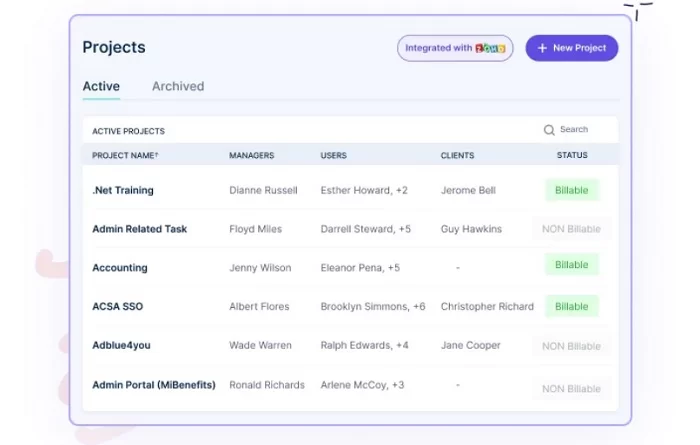 Projects
Integrated with ZOHO
+ New Project
Active Archived
ACTIVE PROJECTS
Search
PROJECT NAME↑ MANAGERS USERS CLIENTS STATUS
.Net Training Dianne Russell Esther Howard, +2 Jerome Bell Billable
Admin Related Task Floyd Miles Darrell Steward, +5 Guy Hawkins NON Billable
Accounting Jenny Wilson Eleanor Pena, +5 - Billable
ACSA SSO Albert Flores Brooklyn Simmons, +6 Christopher Richard Billable
Adblue4you Wade Warren Ralph Edwards, +4 Jane Cooper NON Billable
Admin Portal (MiBenefits) Ronald Richards Arlene McCoy, +3 - NON Billable